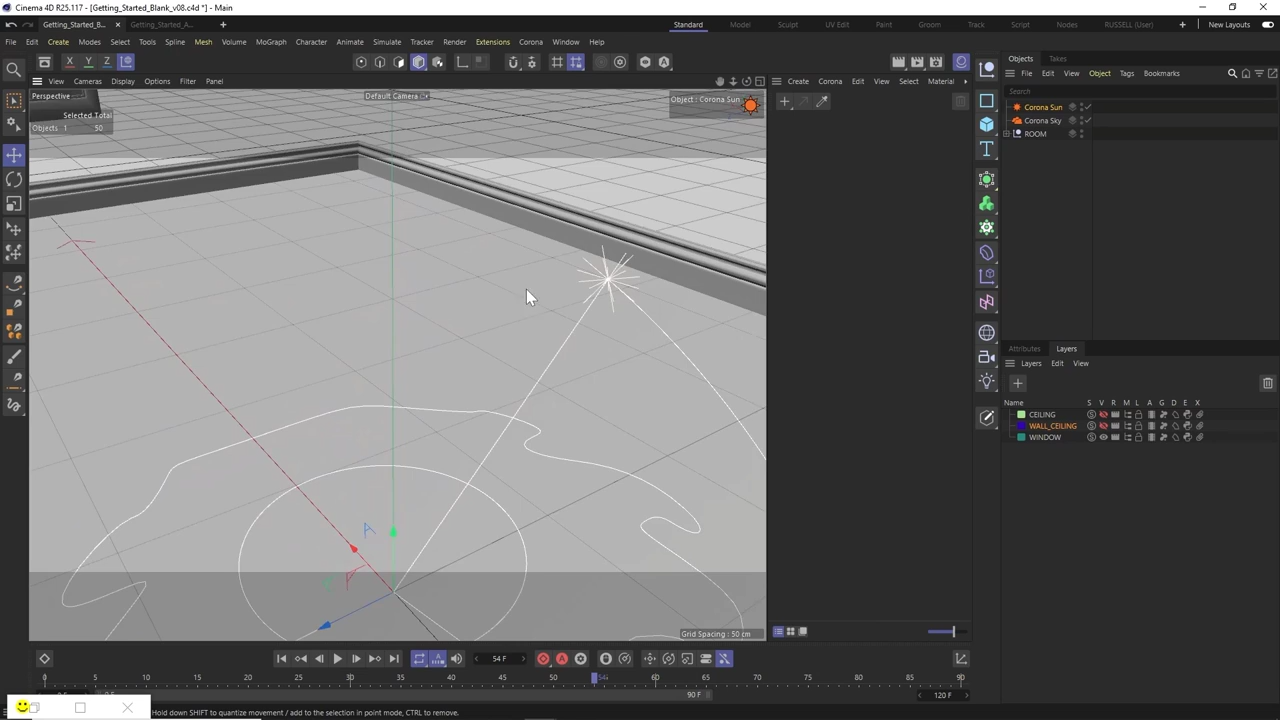 Cinema 4D R25.117 - [Getting_Started_Blank_v08.c4d *] - Main
Getting_Started_B... Getting_Started_A...
Standard Model Sculpt UV Edit Paint Groom Track Script Nodes RUSSELL (User) New Layouts
File Edit Create Modes Select Tools Spline Mesh Volume MoGraph Character Animate Simulate Tracker Render Extensions Corona Window Help
X Y Z
Objects Takes
File Edit View Object Tags Bookmarks
View Cameras Display Options Filter Panel
Create Corona Edit View Select Material
Search
Perspective
Default Camera
Object : Corona Sun
Selected Total
Objects 1 50
Corona Sun
Corona Sky
ROOM
Attributes Layers
Layers Edit View
Name S V R M L A G D E X
CEILING
WALL_CEILING
WINDOW
Grid Spacing : 50 cm
54 F
0 5 10 15 20 25 30 35 40 45 50 54 60 65 70 75 80 85 90
90 F
120 F
Hold down SHIFT to quantize movement / add to the selection in point mode, CTRL to remove.